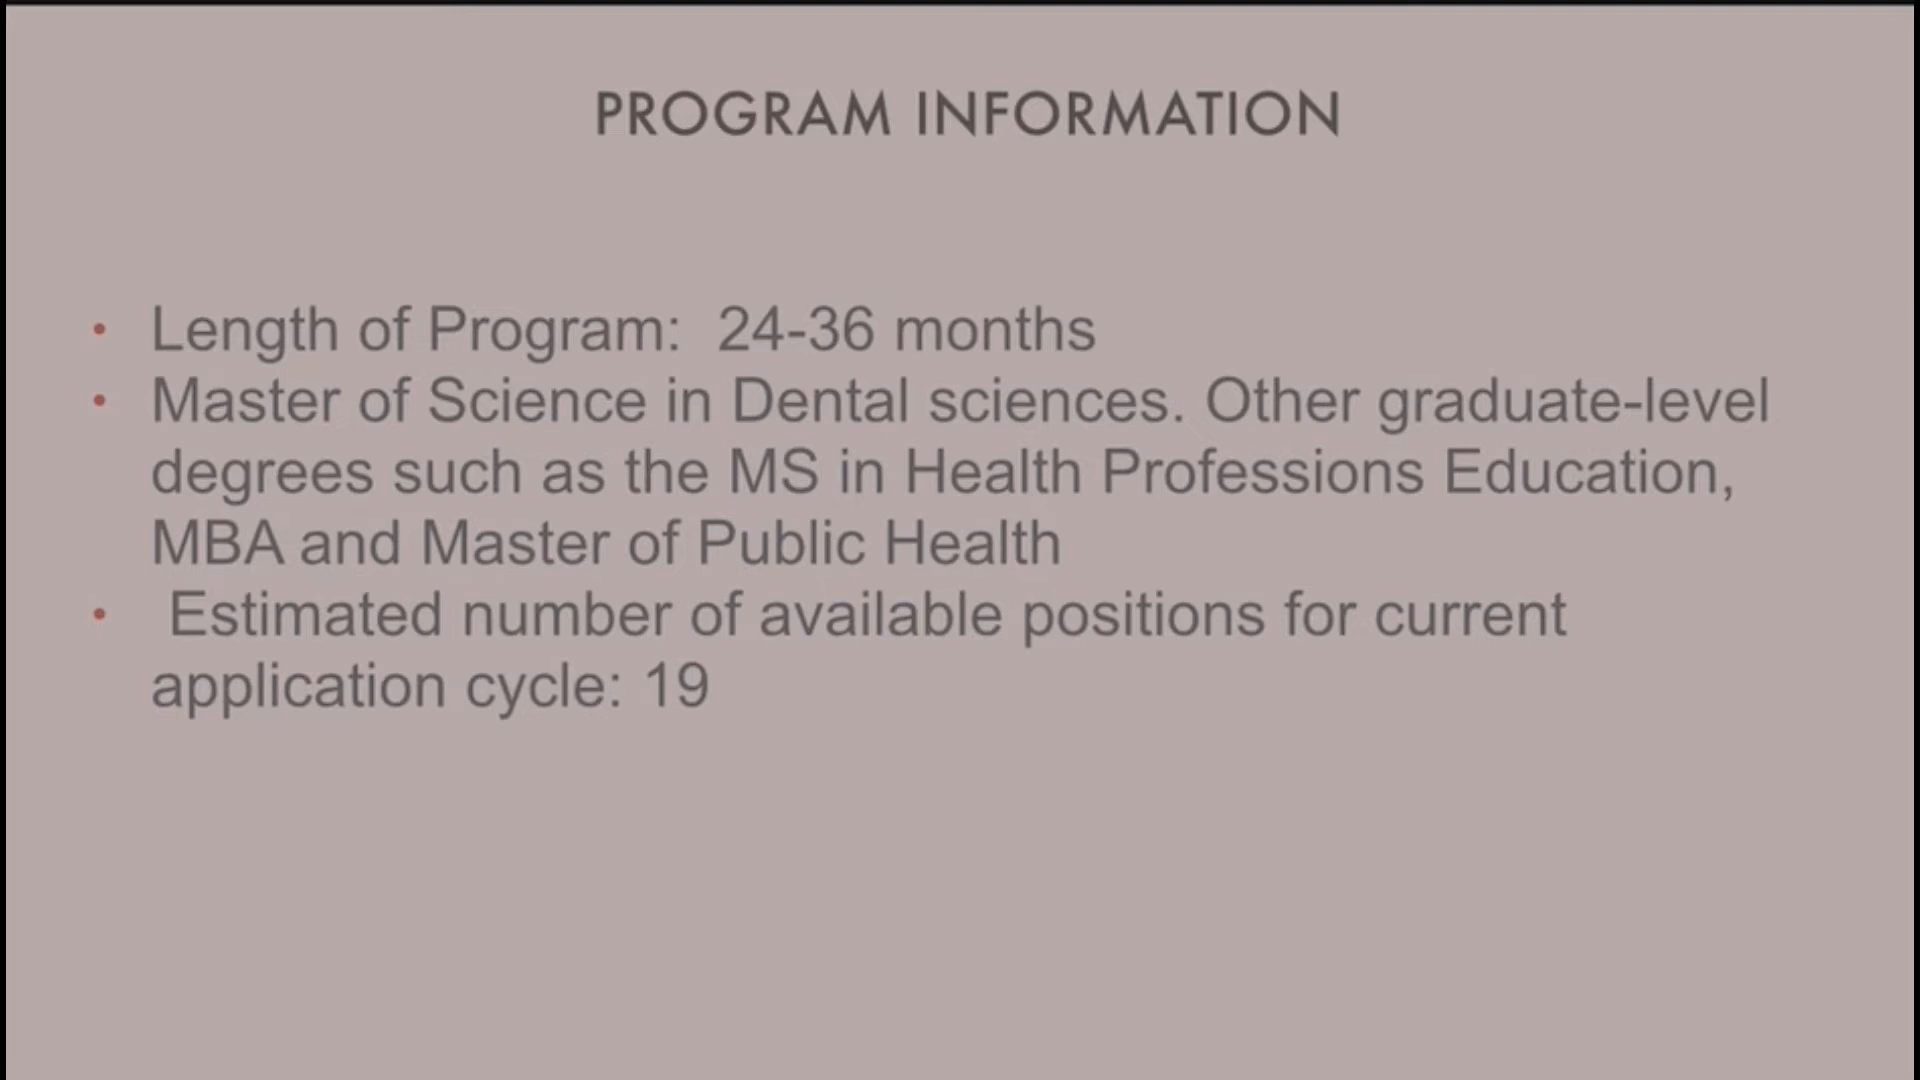 PROGRAM INFORMATION
• Length of Program:  24-36 months
• Master of Science in Dental sciences. Other graduate-level
degrees such as the MS in Health Professions Education,
MBA and Master of Public Health
•  Estimated number of available positions for current
application cycle: 19